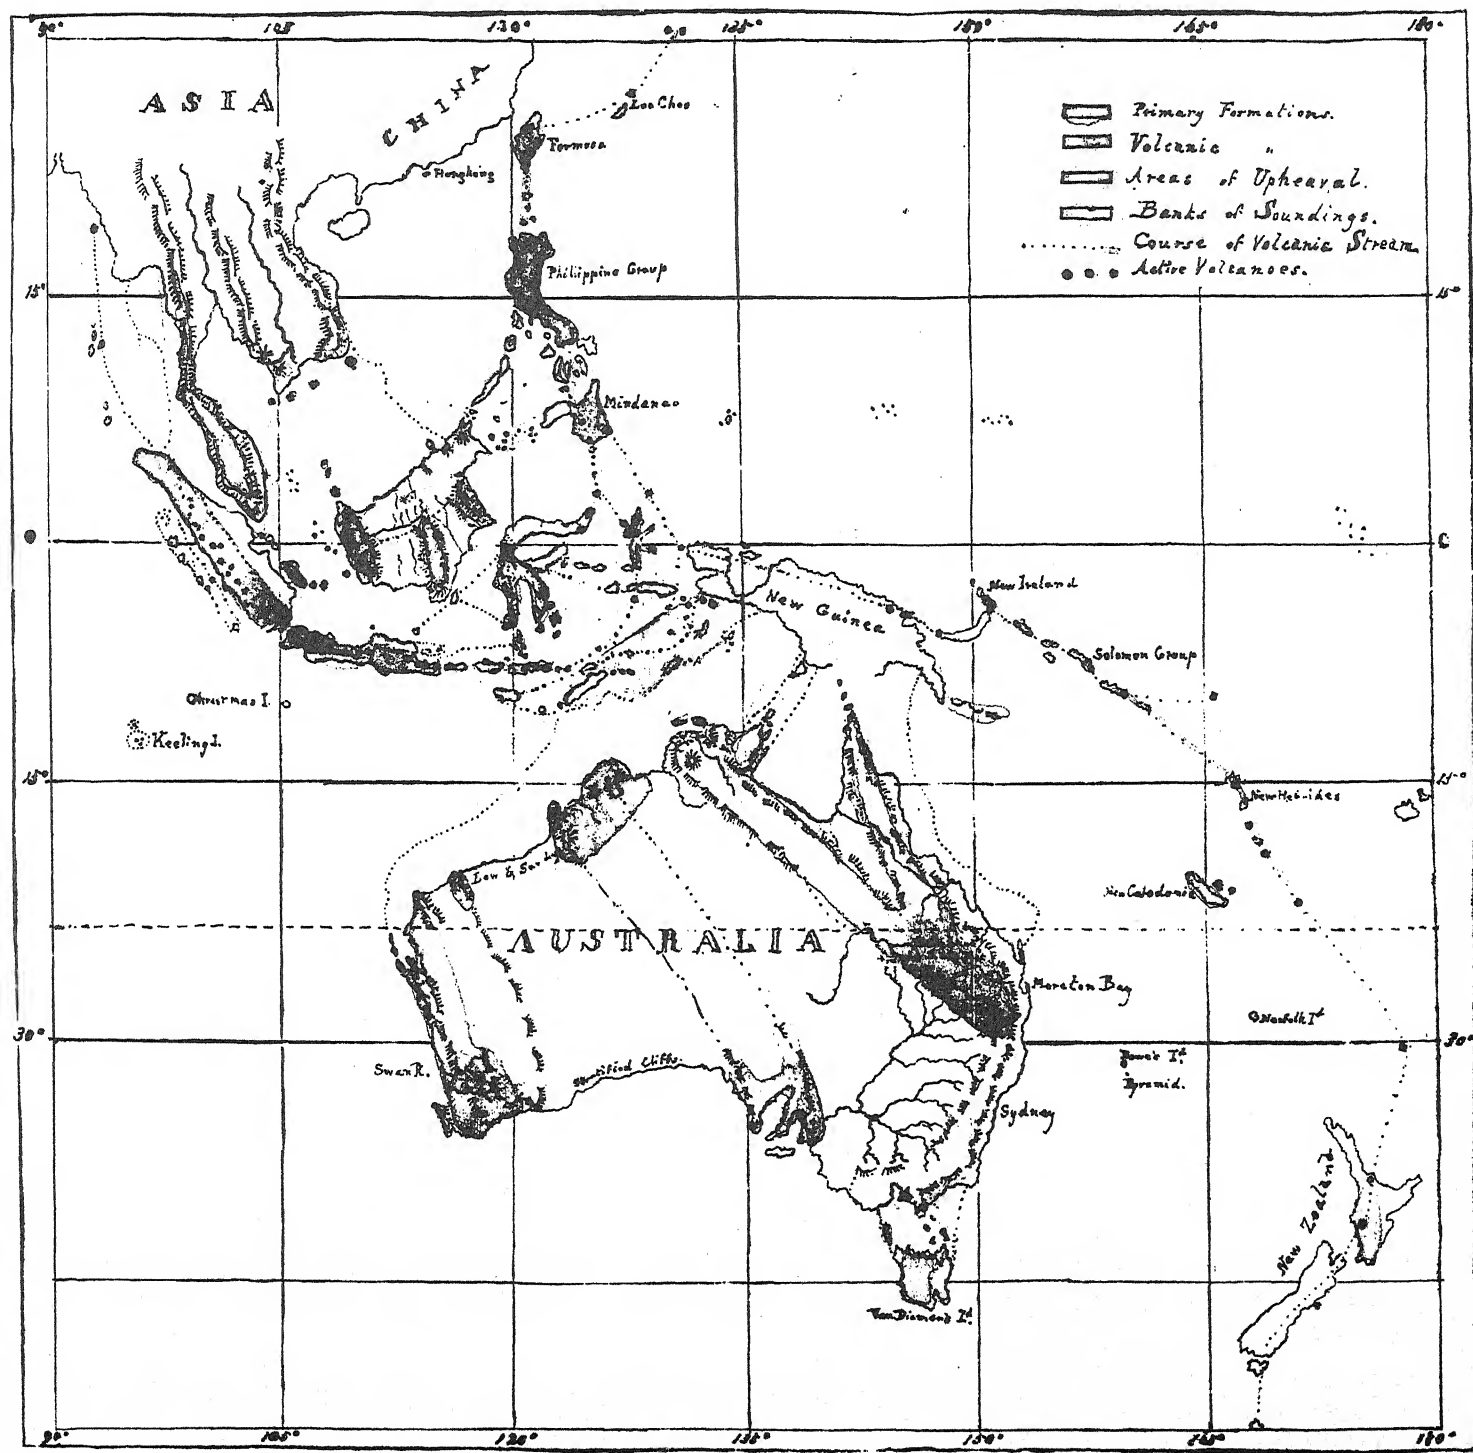 90° 105 120° 135° 150° 165° 180°
ASIA
CHINA
Loo Choo
Formosa
Hongkong
Primary Formations.
Volcanic "
Areas of Upheaval.
Banks of Soundings.
Course of Volcanic Stream
Active Volcanoes.
Philippine Group
15° 15°
Mindanao
0
New Ireland
New Guinea
Solomon Group
Christmas I.
Keeling I.
15° 15°
New Hebrides
New Caledonia
AUSTRALIA
Moreton Bay
Norfolk Id
30° 30°
Swan R.
Stratified Cliffs
Howe's Id.
Pyramid.
Sydney
New Zealand
Van Diemen's Id.
90° 105° 120° 135° 150° 165° 180°